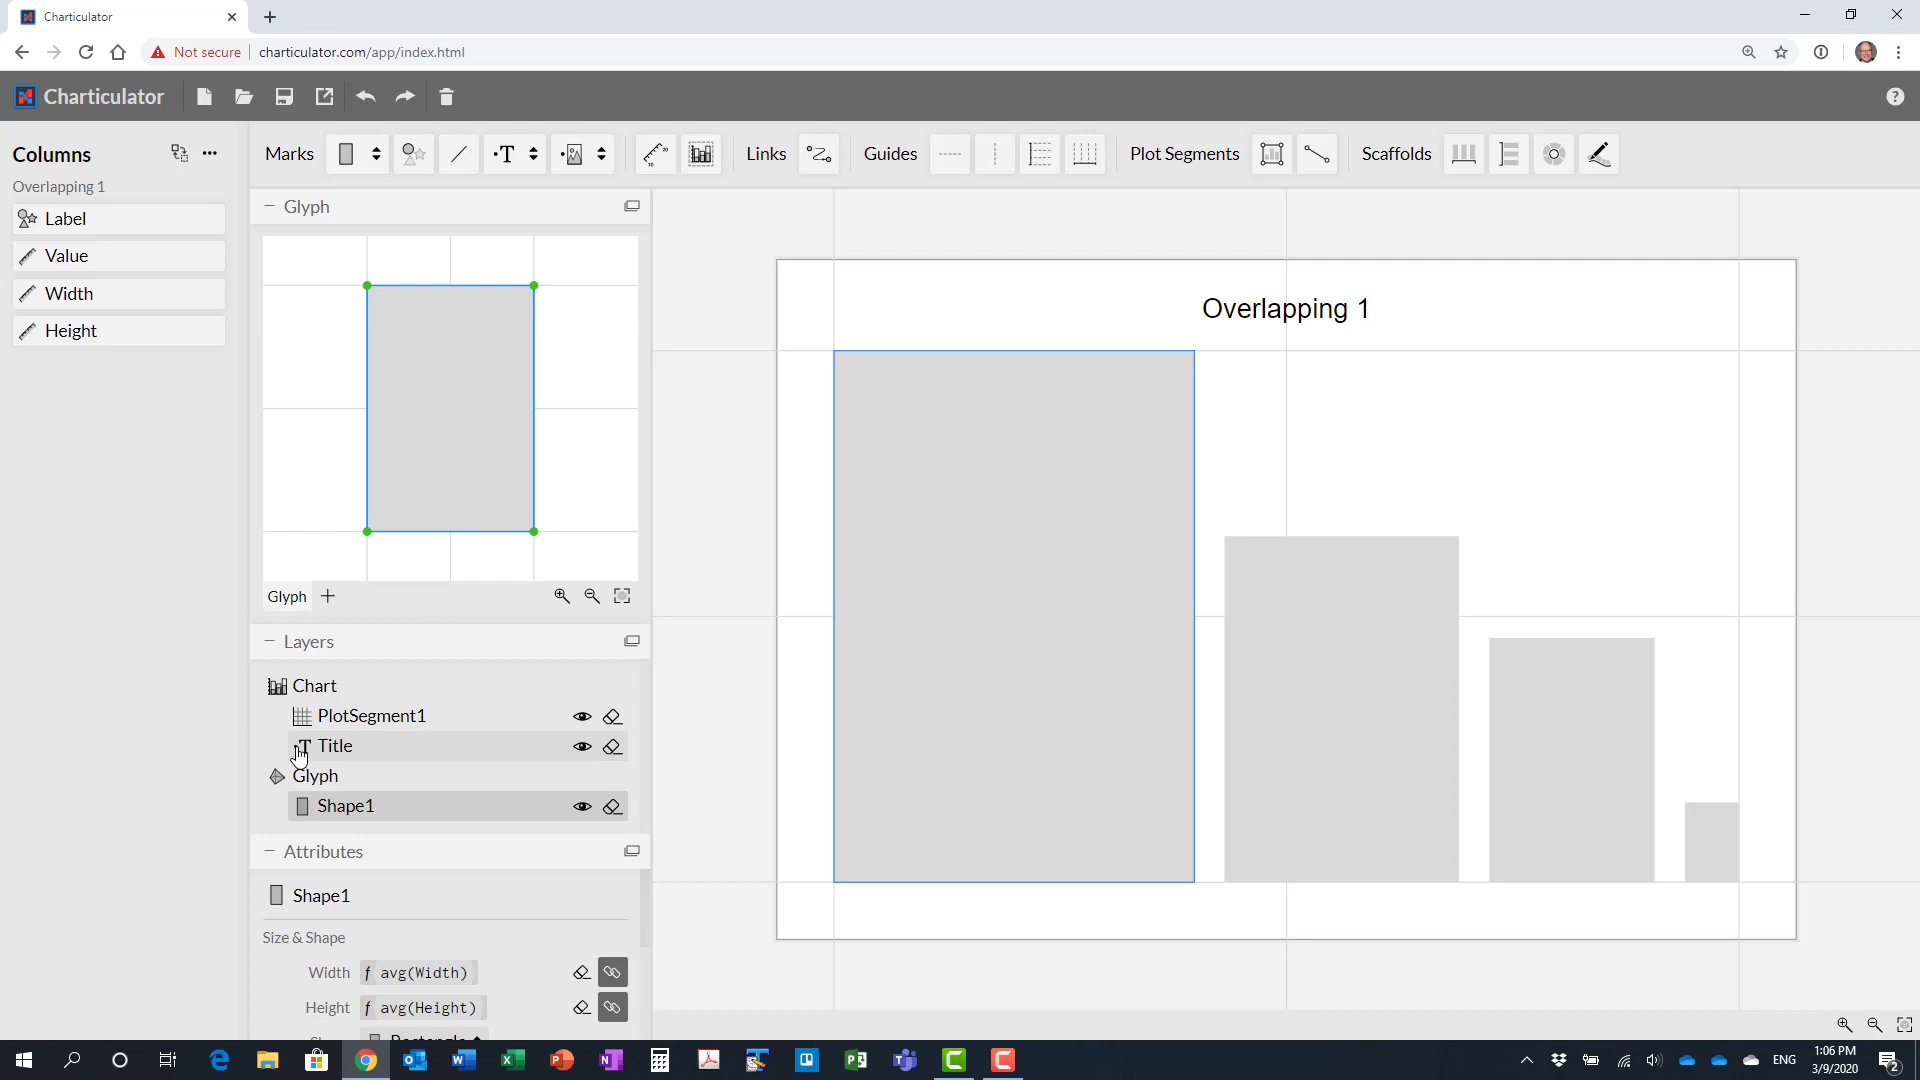 Charticulator
Not secure
charticulator.com/app/index.html
Charticulator
Columns
Marks
Links
Guides
Plot Segments
Scaffolds
Overlapping 1
Label
Value
Width
Height
Glyph
Overlapping 1
Glyph
Layers
Chart
PlotSegment1
Title
Glyph
Shape1
Attributes
Shape1
Size & Shape
Width
f avg(Width)
Height
f avg(Height)
ENG
1:06 PM
3/9/2020
2